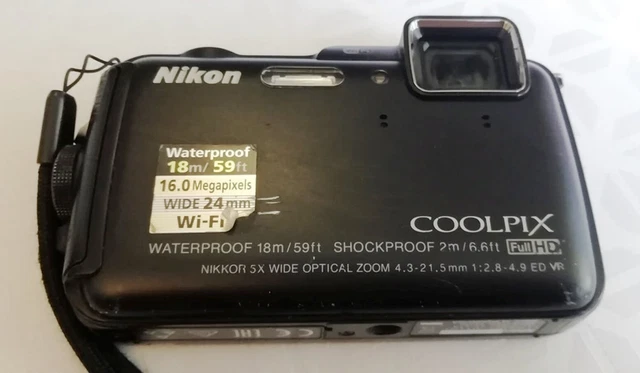 Nikon
Waterproof
18m/ 59ft
16.0 Megapixels
WIDE 24mm
Wi-Fi
COOLPIX
WATERPROOF 18m/59ft SHOCKPROOF 2m/6.6ft Full HD
NIKKOR 5X WIDE OPTICAL ZOOM 4.3-21.5mm 1:2.8-4.9 ED VR